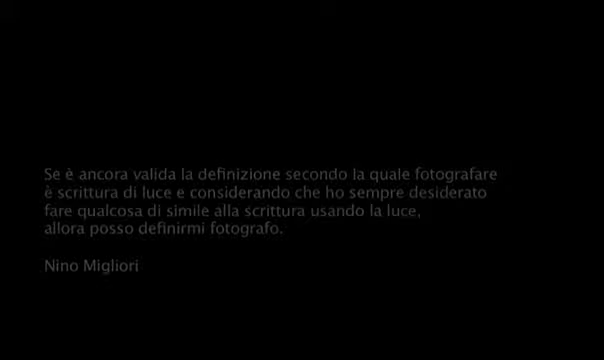 Se è ancora valida la definizione secondo la quale fotografare
è scrittura di luce e considerando che ho sempre desiderato
fare qualcosa di simile alla scrittura usando la luce,
allora posso definirmi fotografo.
Nino Migliori